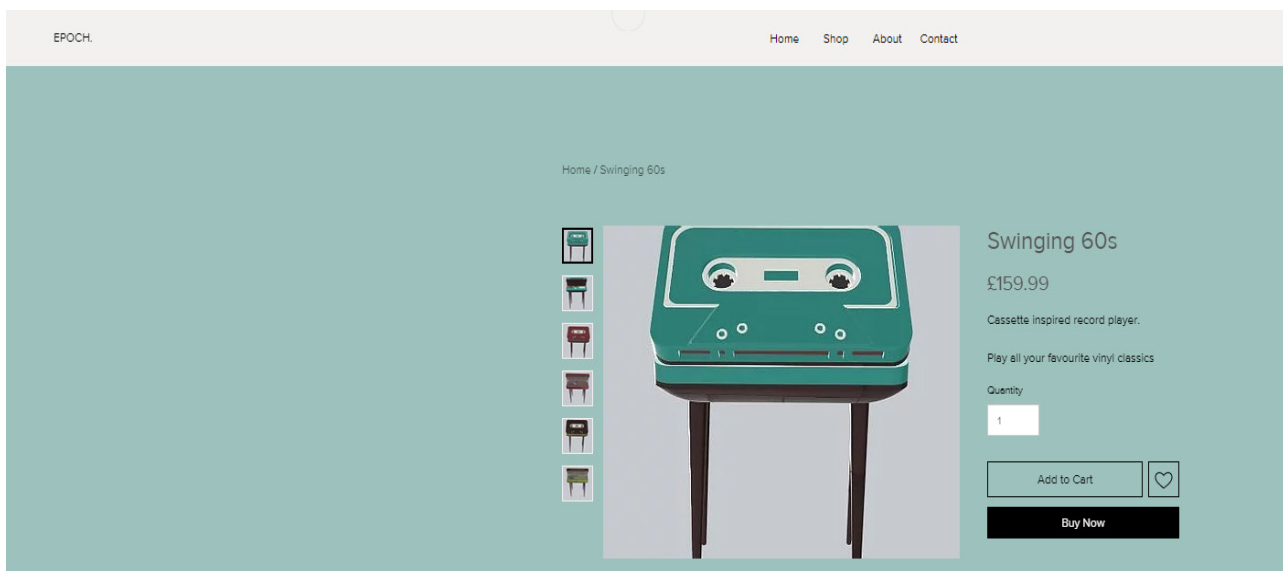 EPOCH.
Home Shop About Contact
Home / Swinging 60s
Swinging 60s
£159.99
Cassette inspired record player.
Play all your favourite vinyl classics
Quantity
1
Add to Cart
Buy Now